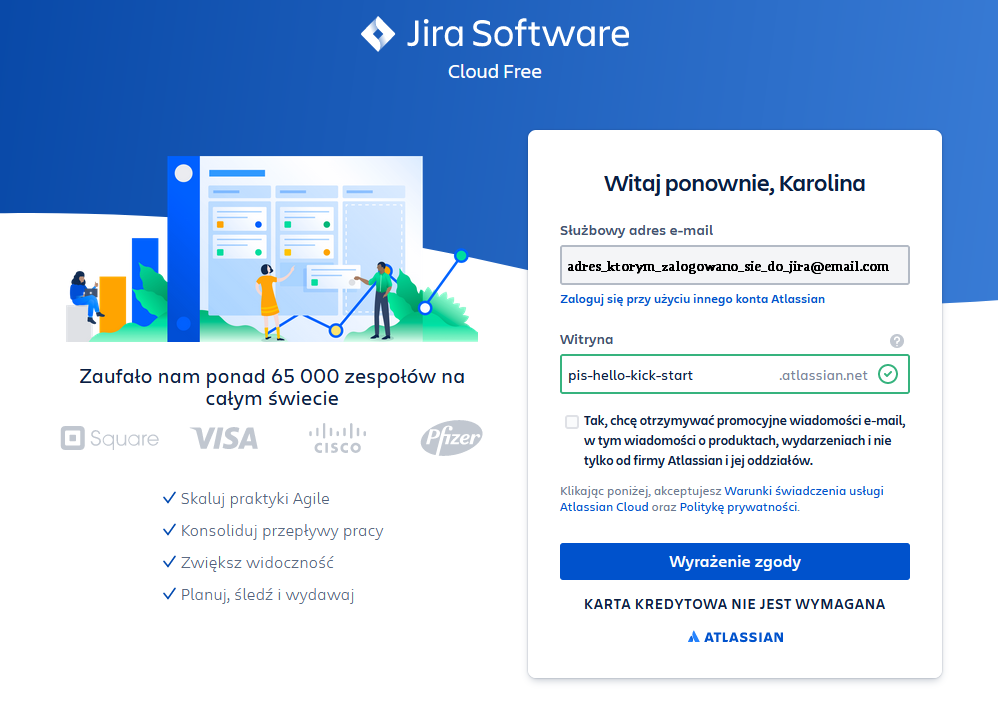 Jira Software
Cloud Free
Zaufało nam ponad 65 000 zespołów na
całym świecie
Square
VISA
CISCO
Pfizer
Skaluj praktyki Agile
Konsoliduj przepływy pracy
Zwiększ widoczność
Planuj, śledź i wydawaj
Witaj ponownie, Karolina
Służbowy adres e-mail
adres_ktorym_zalogowano_sie_do_jira@email.com
Zaloguj się przy użyciu innego konta Atlassian
Witryna ?
pis-hello-kick-start .atlassian.net
Tak, chcę otrzymywać promocyjne wiadomości e-mail,
w tym wiadomości o produktach, wydarzeniach i nie
tylko od firmy Atlassian i jej oddziałów.
Klikając poniżej, akceptujesz Warunki świadczenia usługi
Atlassian Cloud oraz Politykę prywatności.
Wyrażenie zgody
KARTA KREDYTOWA NIE JEST WYMAGANA
ATLASSIAN